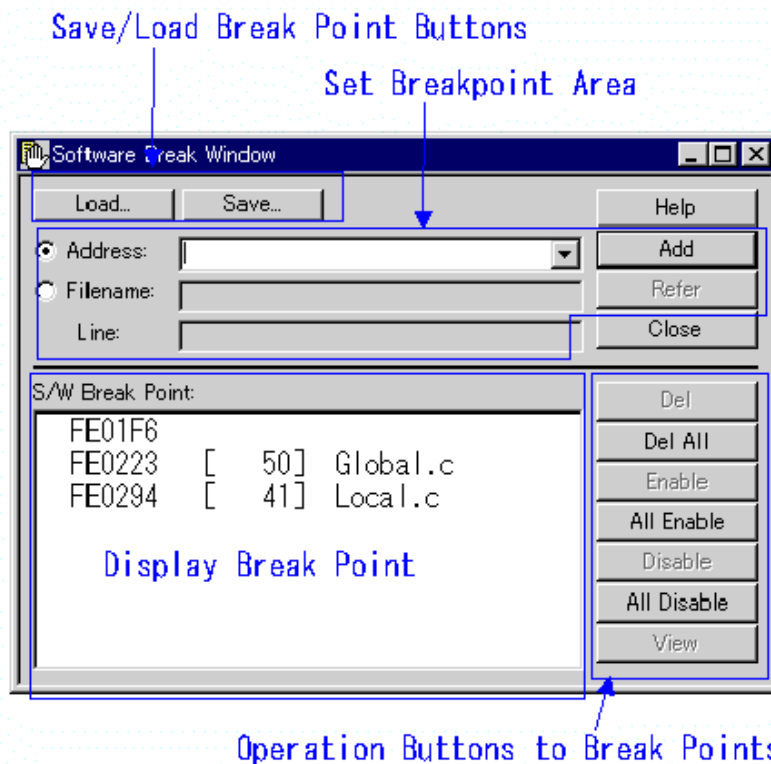 Save/Load Break Point Buttons
Set Breakpoint Area
Software Break Window
Load...
Save...
Help
Address:
Add
Filename:
Refer
Line:
Close
S/W Break Point:
FE01F6
FE0223 [ 50] Global.c
FE0294 [ 41] Local.c
Display Break Point
Del
Del All
Enable
All Enable
Disable
All Disable
View
Operation Buttons to Break Points